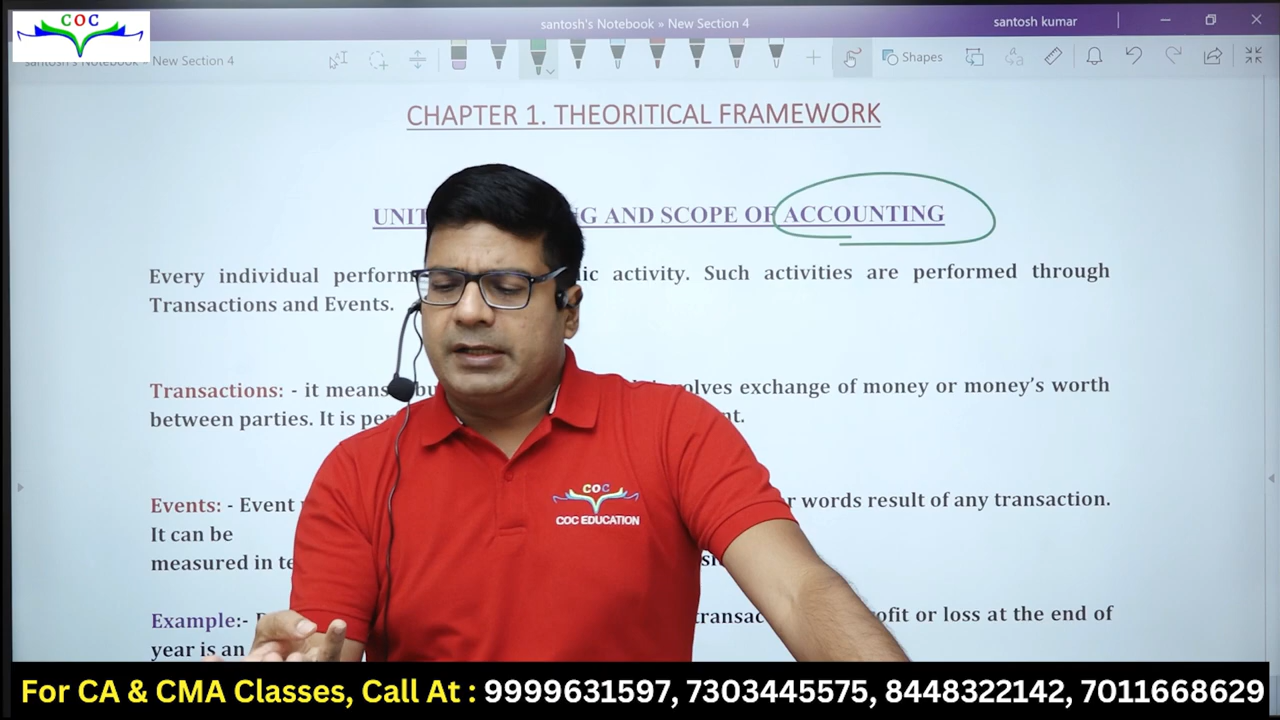 COC
santosh's Notebook » New Section 4
santosh kumar
santosh's Notebook » New Section 4
Shapes
CHAPTER 1. THEORITICAL FRAMEWORK
UNIT G AND SCOPE OF ACCOUNTING
Every individual perform ic activity. Such activities are performed through
Transactions and Events.
Transactions: - it means bu olves exchange of money or money's worth
between parties. It is pe nt.
Events: - Event r words result of any transaction.
It can be
measured in te
Example:- transac ofit or loss at the end of
year is an
COC
COC EDUCATION
For CA & CMA Classes, Call At : 9999631597, 7303445575, 8448322142, 7011668629